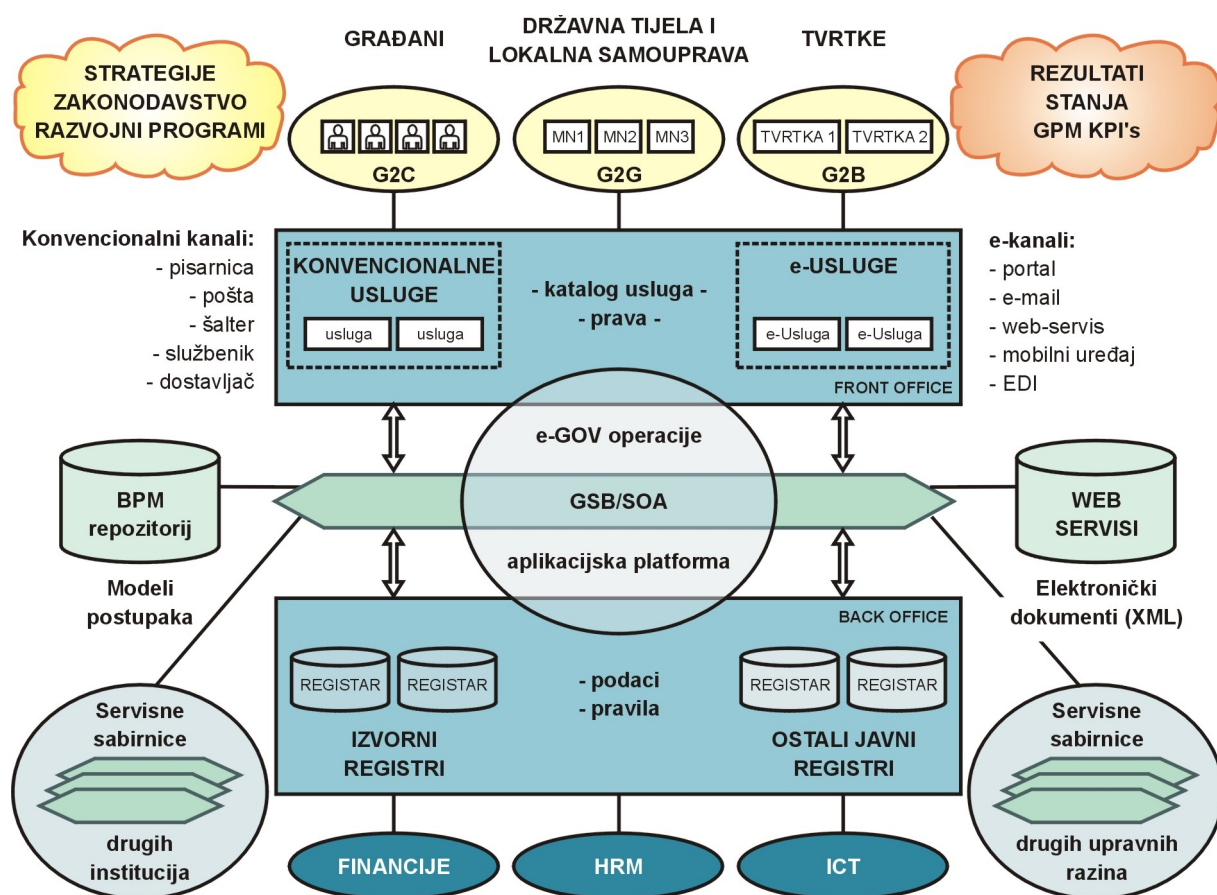 GRAĐANI
DRŽAVNA TIJELA I
LOKALNA SAMOUPRAVA
TVRTKE
STRATEGIJE
ZAKONODAVSTVO
RAZVOJNI PROGRAMI
REZULTATI
STANJA
GPM KPI's
G2C
MN1 MN2 MN3
G2G
TVRTKA 1 TVRTKA 2
G2B
Konvencionalni kanali:
- pisarnica
- pošta
- šalter
- službenik
- dostavljač
KONVENCIONALNE
USLUGE
usluga usluga
- katalog usluga -
- prava -
e-USLUGE
e-Usluga e-Usluga
FRONT OFFICE
e-kanali:
- portal
- e-mail
- web-servis
- mobilni uređaj
- EDI
e-GOV operacije
GSB/SOA
aplikacijska platforma
BPM
repozitorij
Modeli
postupaka
WEB
SERVISI
Elektronički
dokumenti (XML)
BACK OFFICE
REGISTAR REGISTAR
IZVORNI
REGISTRI
- podaci
- pravila
REGISTAR REGISTAR
OSTALI JAVNI
REGISTRI
Servisne
sabirnice
drugih
institucija
Servisne
sabirnice
drugih upravnih
razina
FINANCIJE
HRM
ICT